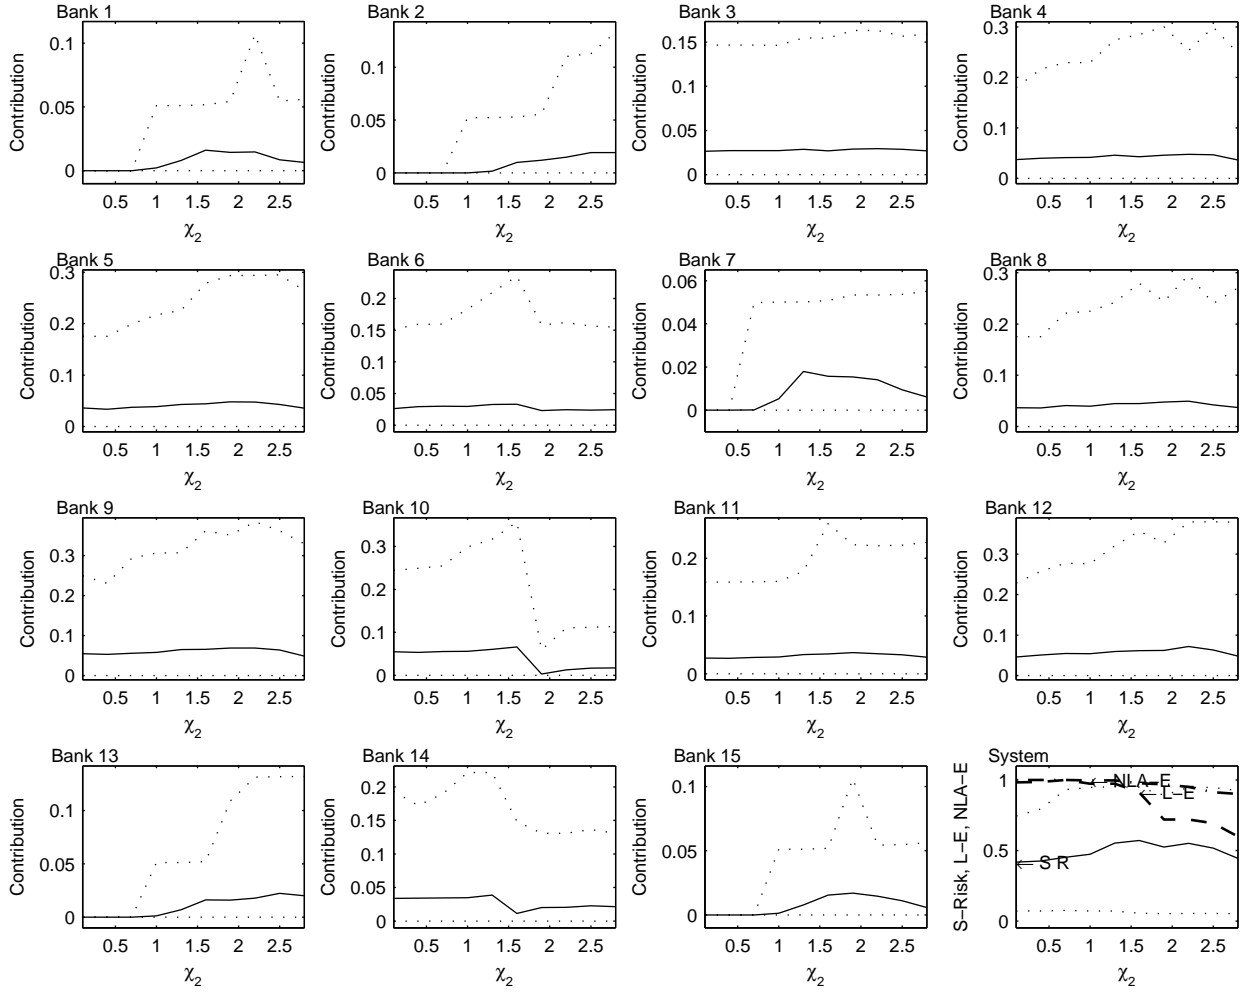 Bank 1
Contribution
0.1
0.05
0
0.5 1 1.5 2 2.5
χ2
Bank 2
Contribution
0.1
0.05
0
0.5 1 1.5 2 2.5
χ2
Bank 3
Contribution
0.15
0.1
0.05
0
0.5 1 1.5 2 2.5
χ2
Bank 4
Contribution
0.3
0.2
0.1
0
0.5 1 1.5 2 2.5
χ2
Bank 5
Contribution
0.3
0.2
0.1
0
0.5 1 1.5 2 2.5
χ2
Bank 6
Contribution
0.2
0.15
0.1
0.05
0
0.5 1 1.5 2 2.5
χ2
Bank 7
Contribution
0.06
0.04
0.02
0
0.5 1 1.5 2 2.5
χ2
Bank 8
Contribution
0.3
0.2
0.1
0
0.5 1 1.5 2 2.5
χ2
Bank 9
Contribution
0.3
0.2
0.1
0
0.5 1 1.5 2 2.5
χ2
Bank 10
Contribution
0.3
0.2
0.1
0
0.5 1 1.5 2 2.5
χ2
Bank 11
Contribution
0.2
0.1
0
0.5 1 1.5 2 2.5
χ2
Bank 12
Contribution
0.3
0.2
0.1
0
0.5 1 1.5 2 2.5
χ2
Bank 13
Contribution
0.1
0.05
0
0.5 1 1.5 2 2.5
χ2
Bank 14
Contribution
0.2
0.15
0.1
0.05
0
0.5 1 1.5 2 2.5
χ2
Bank 15
Contribution
0.1
0.05
0
0.5 1 1.5 2 2.5
χ2
System
S−Risk, L−E, NLA−E
1
0.5
0
← NLA−E
← L−E
← S R
0.5 1 1.5 2 2.5
χ2